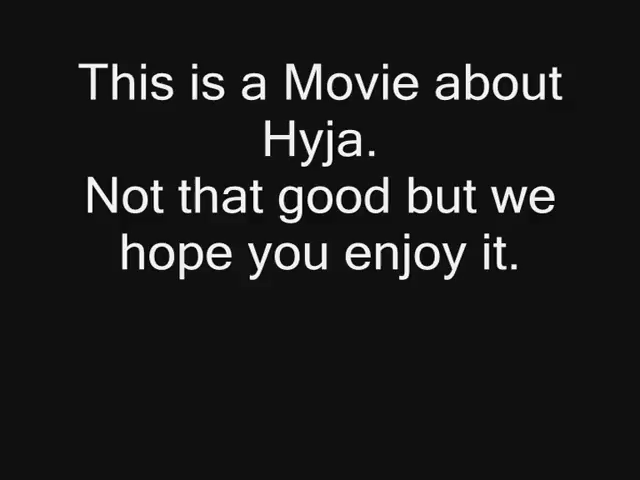 This is a Movie about
Hyja.
Not that good but we
hope you enjoy it.